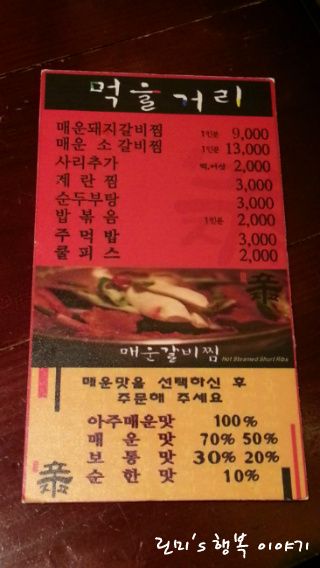 먹을거리
매운돼지갈비찜 1인분 9,000
매운 소갈비찜 1인분 13,000
사리추가 떡,버섯 2,000
계란찜 3,000
순두부탕 3,000
밥볶음 1인분 2,000
주먹밥 3,000
쿨피스 2,000
매운갈비찜 Hot Steamed Short Ribs
매운맛을 선택하신 후
주문해 주세요
아주매운맛 100%
매운맛 70% 50%
보통맛 30% 20%
순한맛 10%
린미's 행복 이야기